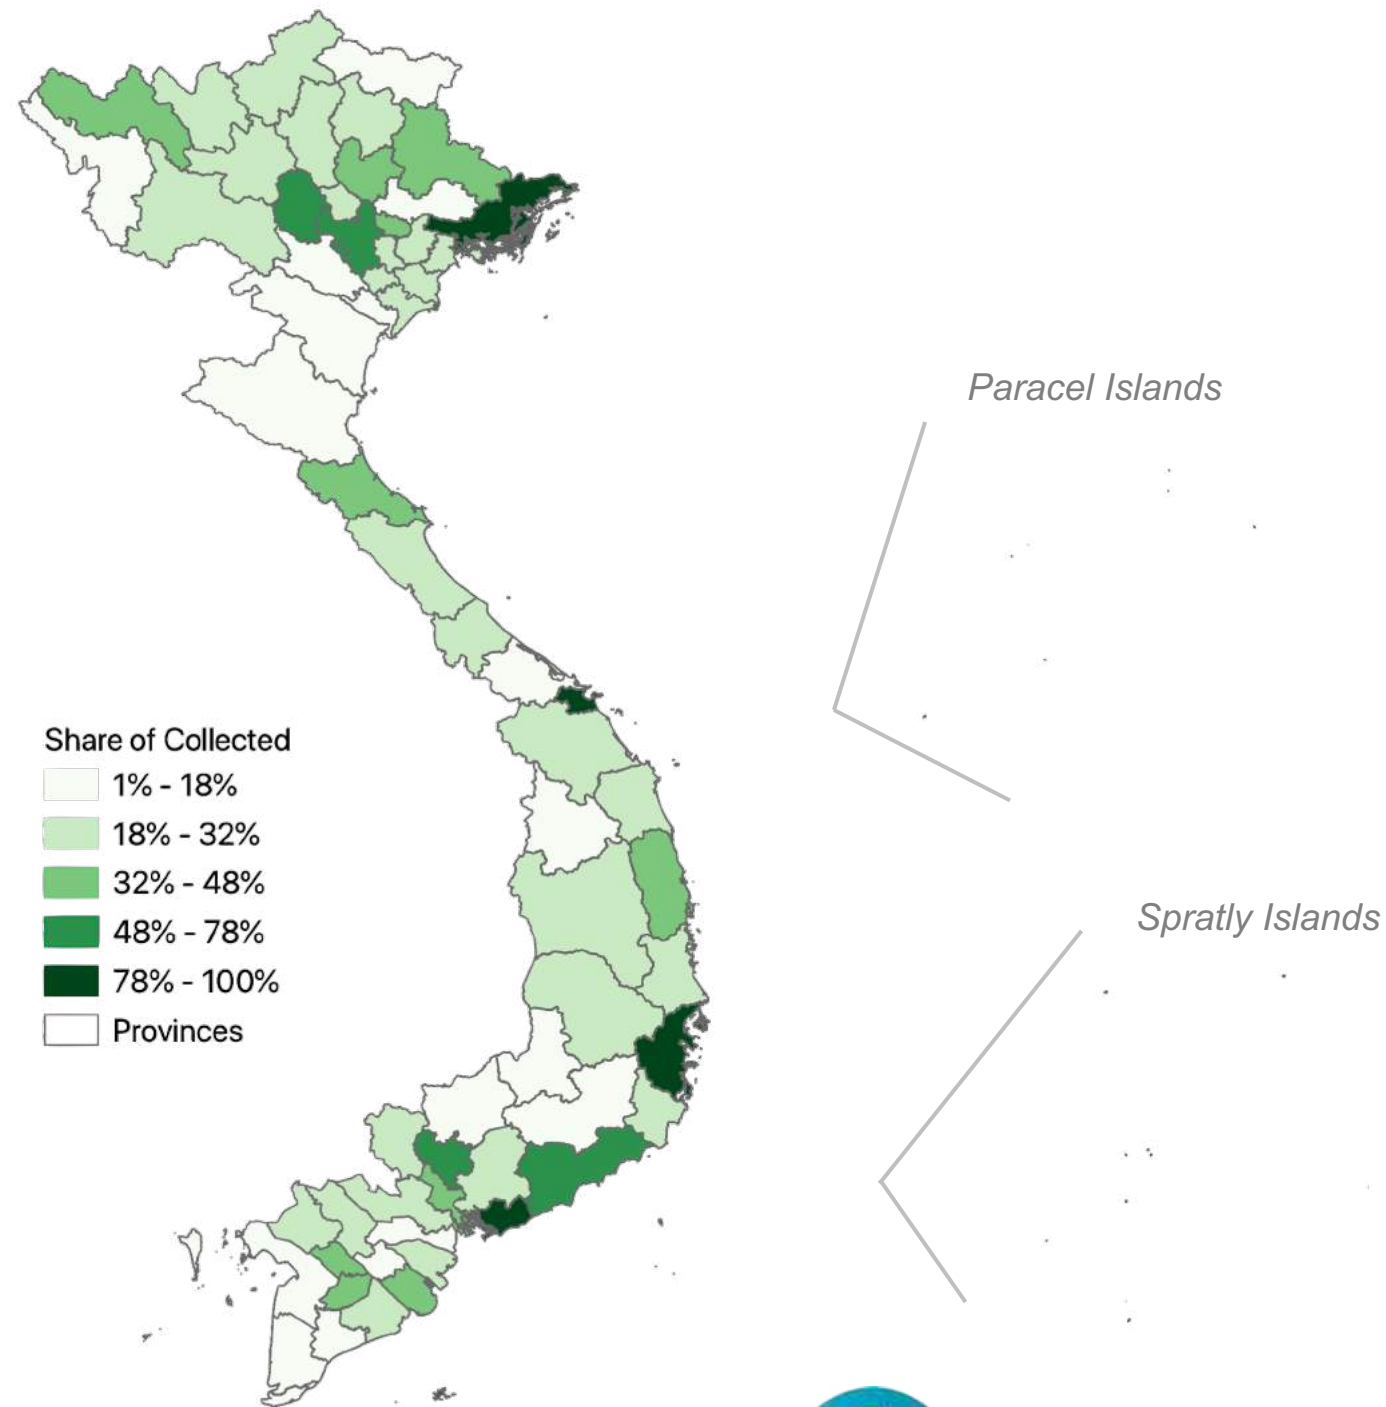 Paracel Islands
Share of Collected
1% - 18%
18% - 32%
32% - 48%
48% - 78%
78% - 100%
Provinces
Spratly Islands